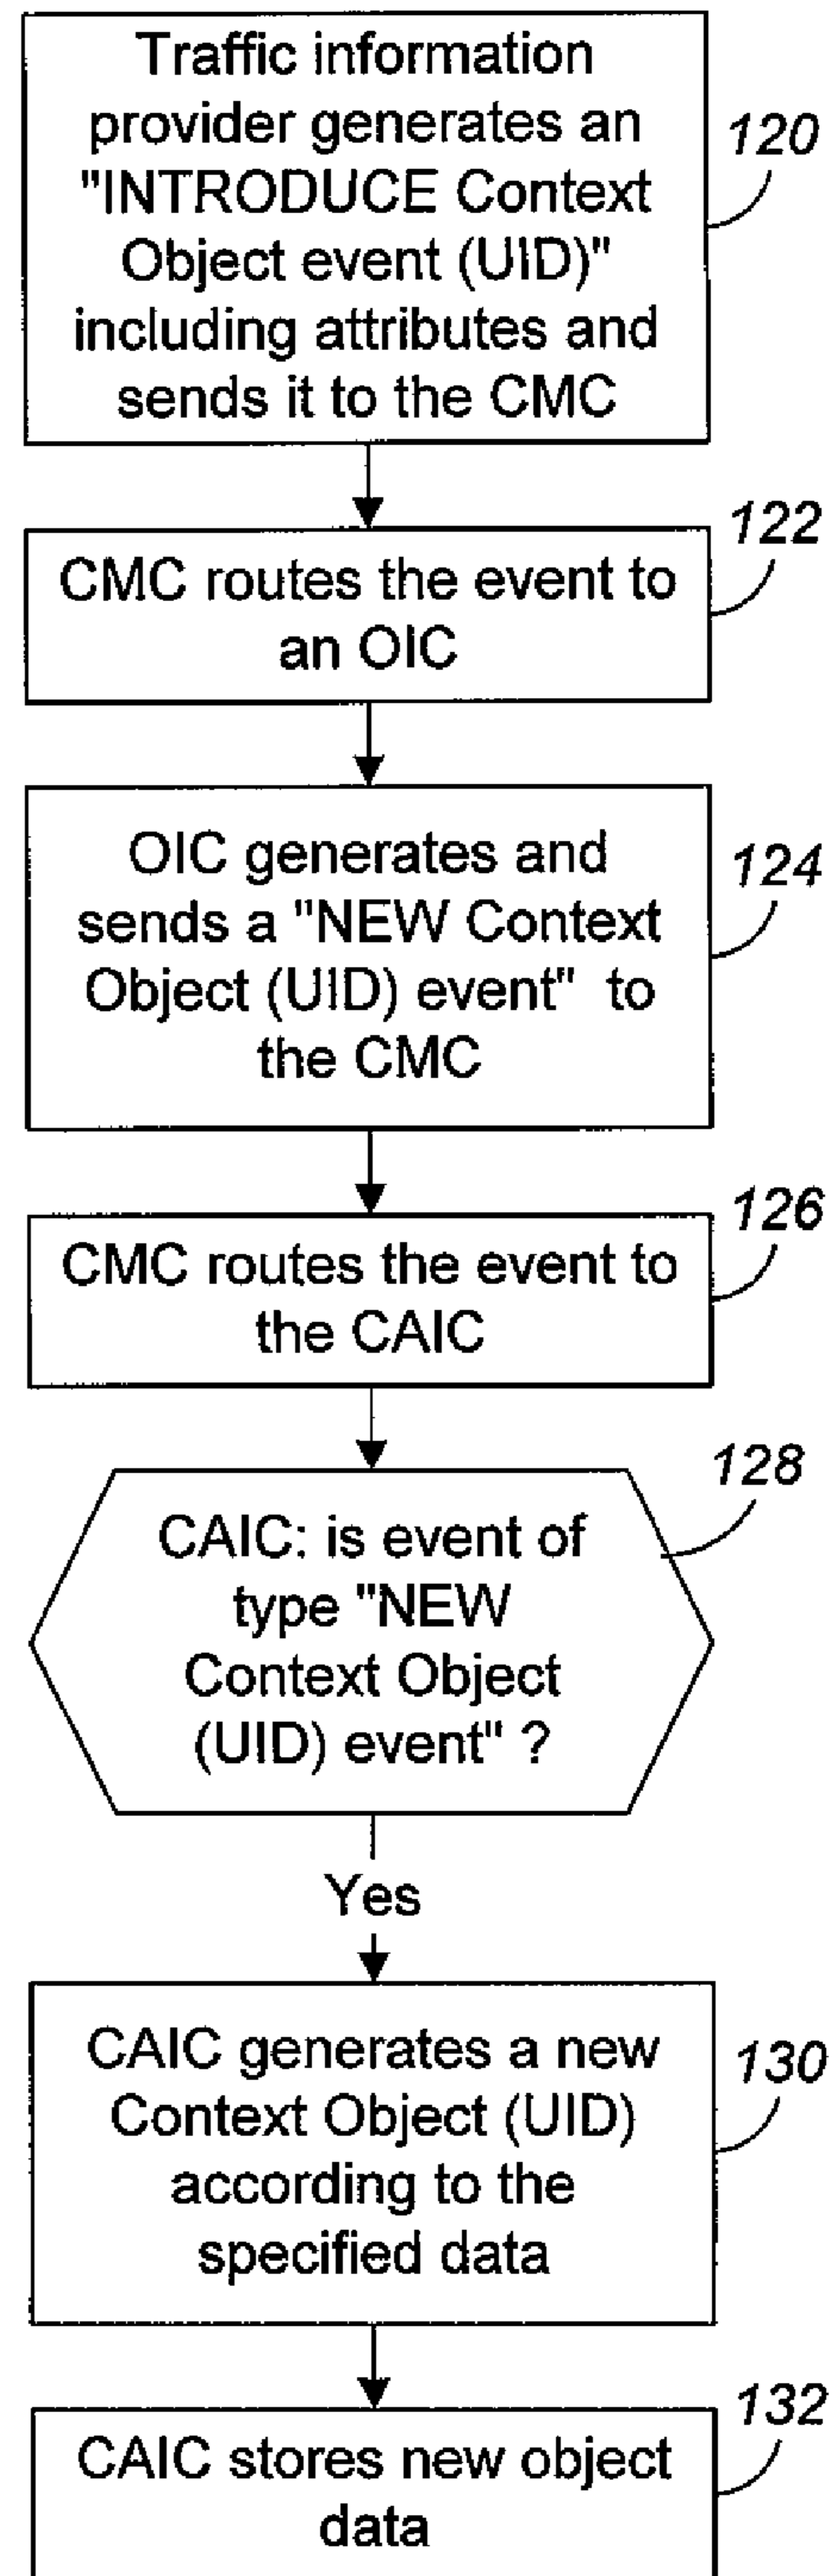 Traffic information
provider generates an
"INTRODUCE Context
Object event (UID)"
including attributes and
sends it to the CMC
120
CMC routes the event to
an OIC
122
OIC generates and
sends a "NEW Context
Object (UID) event" to
the CMC
124
CMC routes the event to
the CAIC
126
CAIC: is event of
type "NEW
Context Object
(UID) event" ?
128
Yes
CAIC generates a new
Context Object (UID)
according to the
specified data
130
CAIC stores new object
data
132